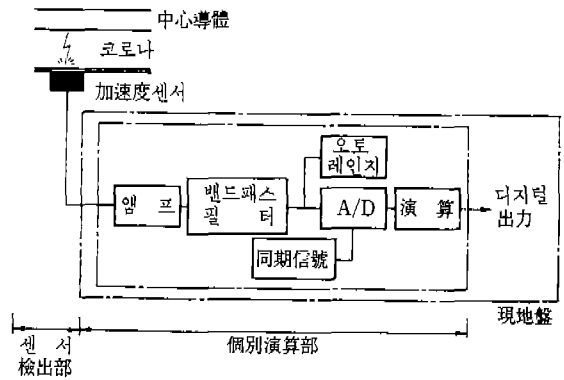 中心導體
코로나
加速度센서
오토
레인지
앰프
밴드패스
필터
A/D
演算
디지털
出力
同期信號
現地盤
센서
檢出部
個別演算部